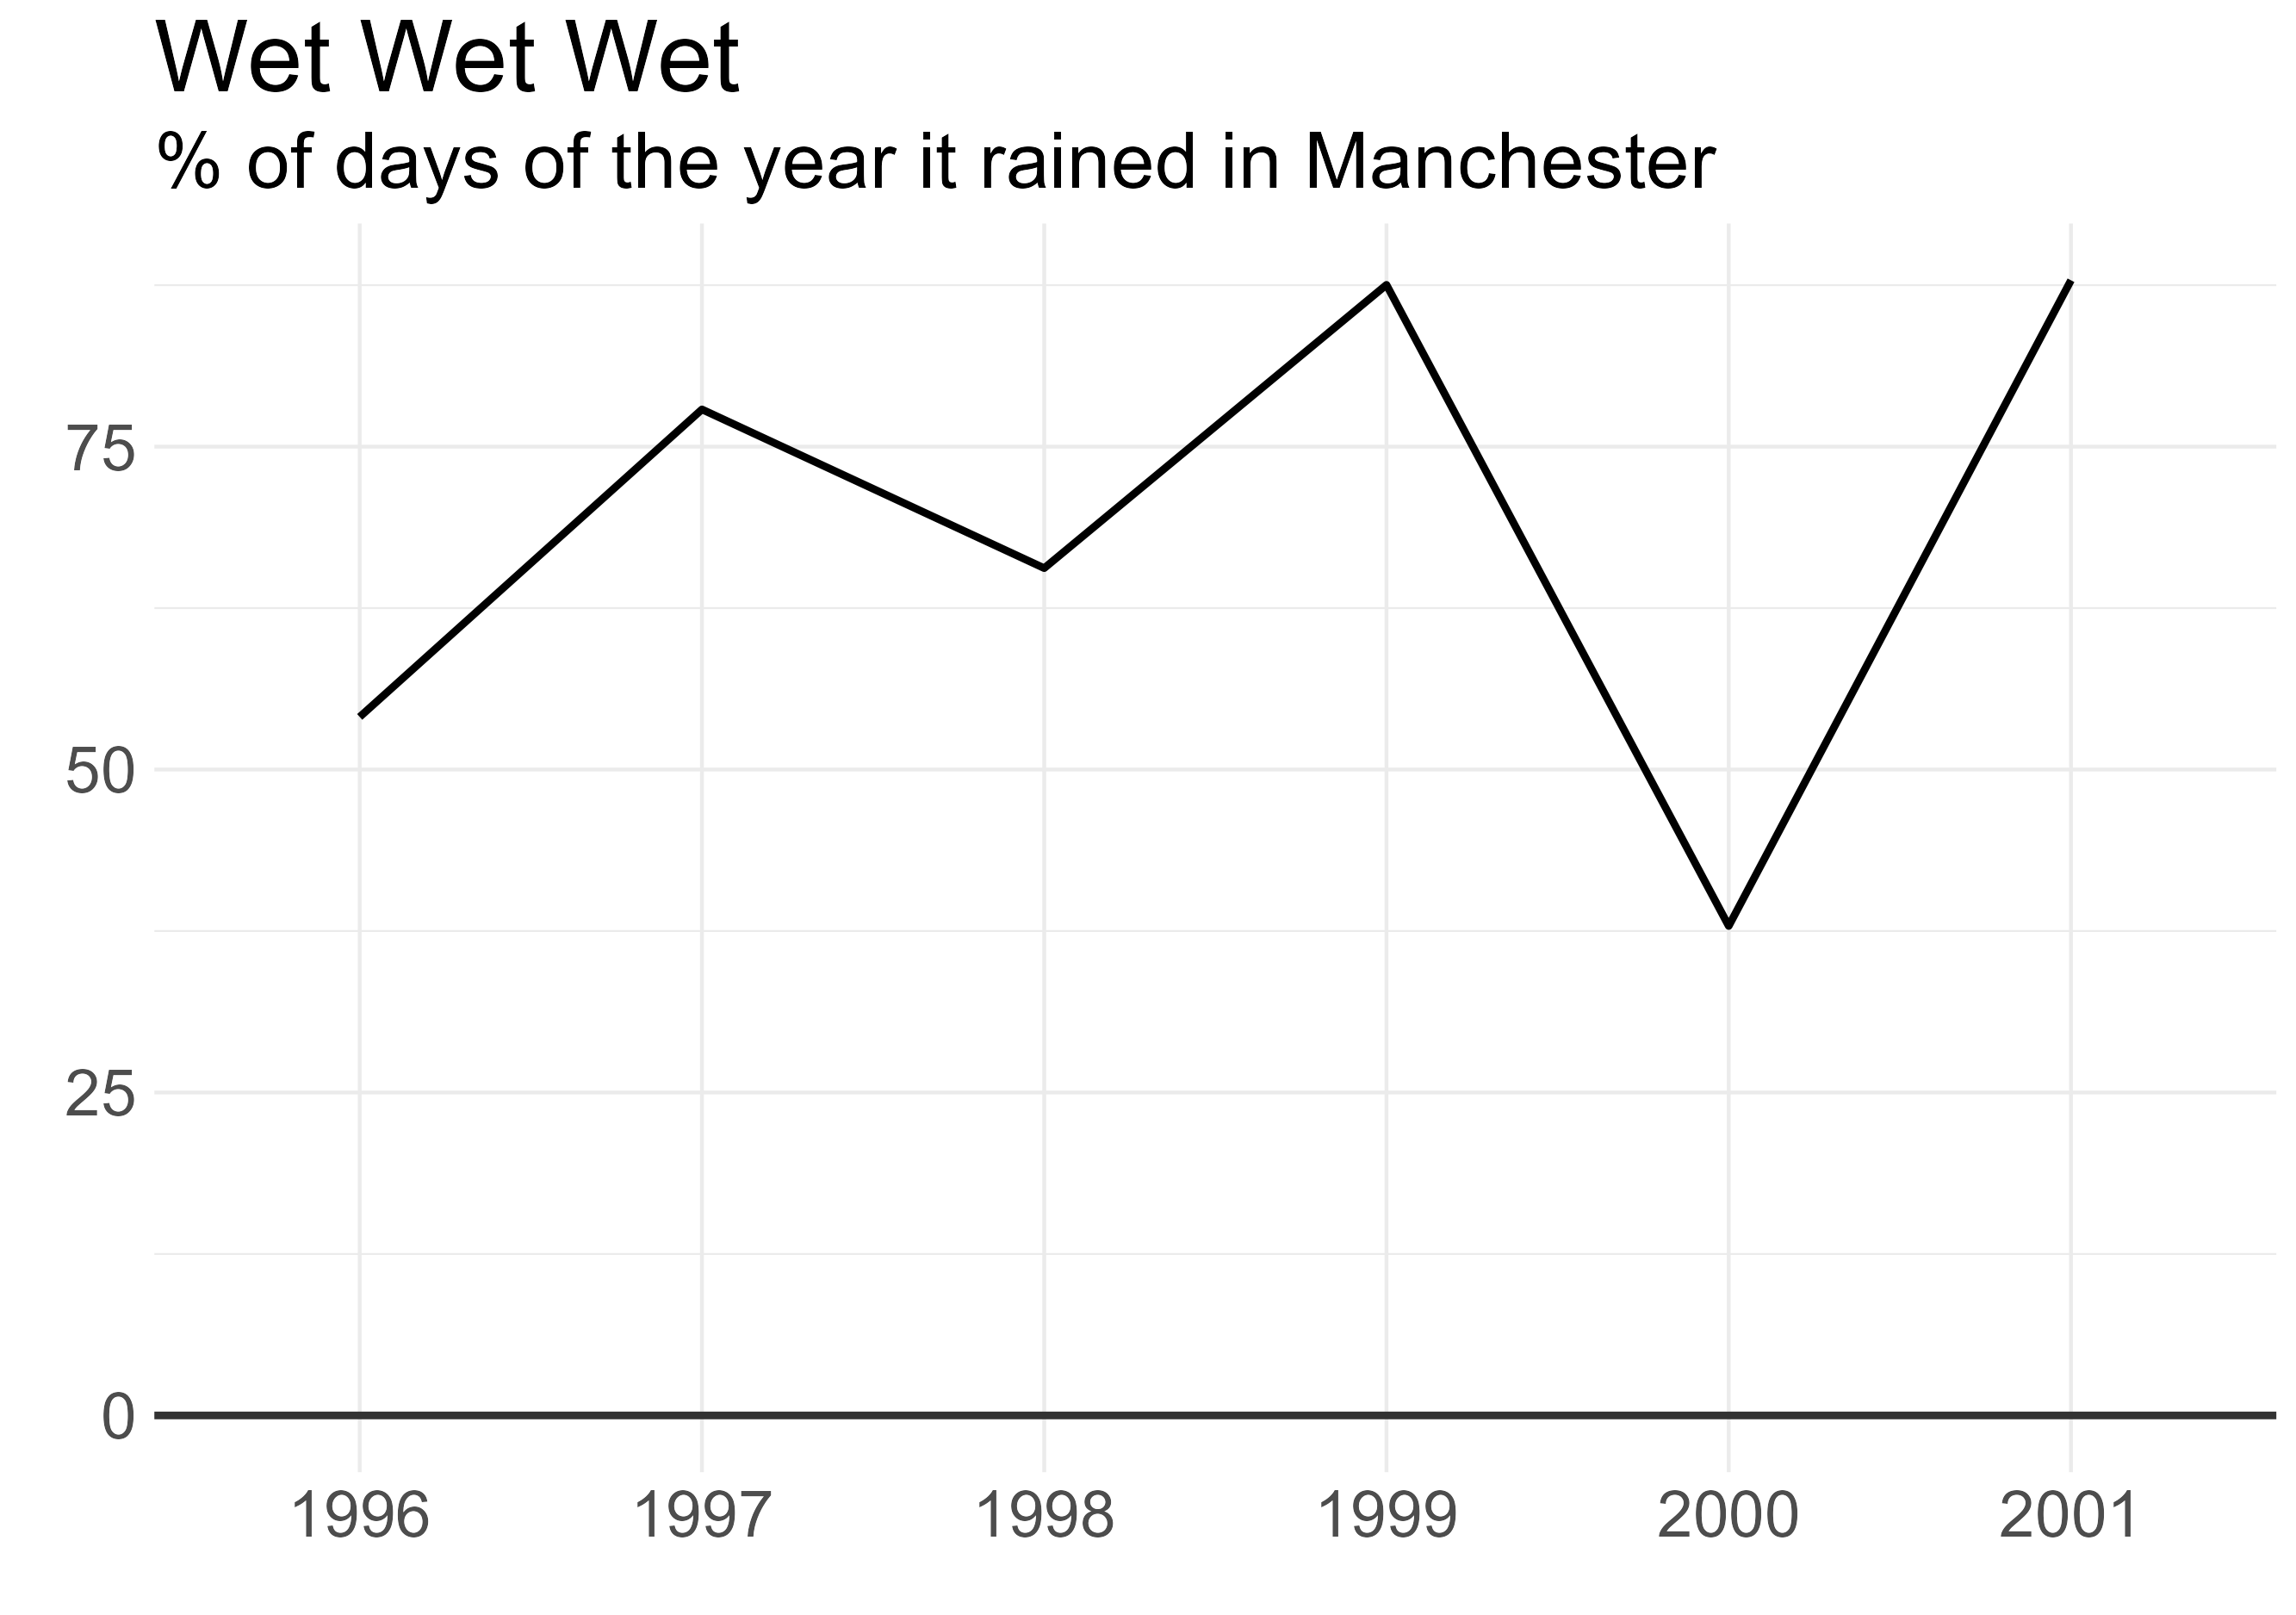 Wet Wet Wet
% of days of the year it rained in Manchester
75
50
25
0
1996 1997 1998 1999 2000 2001